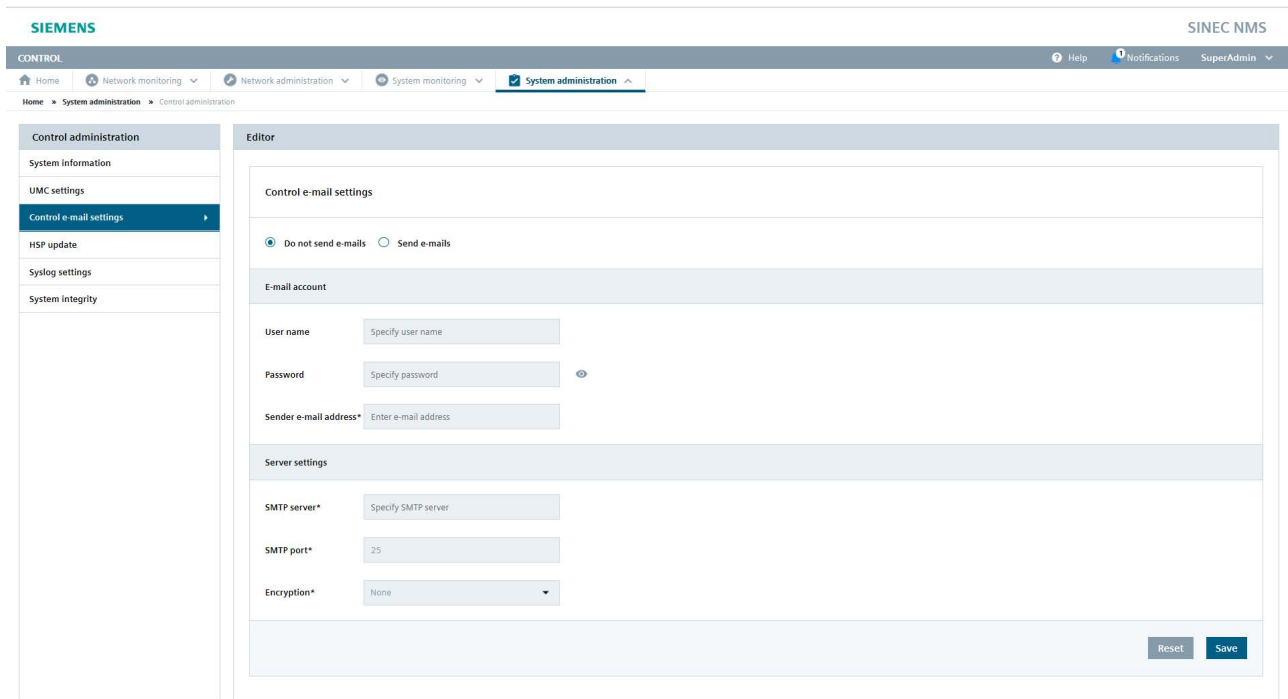 SIEMENS
SINEC NMS
CONTROL
Help
1
Notifications
SuperAdmin
Home
Network monitoring
Network administration
System monitoring
System administration
Home » System administration » Control administration
Control administration
System information
UMC settings
Control e-mail settings
HSP update
Syslog settings
System integrity
Editor
Control e-mail settings
Do not send e-mails
Send e-mails
E-mail account
User name
Specify user name
Password
Specify password
Sender e-mail address*
Enter e-mail address
Server settings
SMTP server*
Specify SMTP server
SMTP port*
25
Encryption*
None
Reset
Save